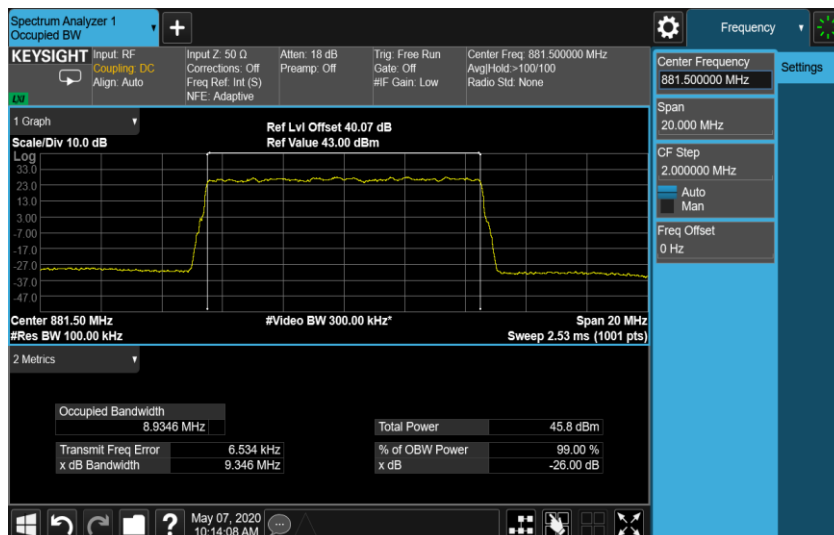 Spectrum Analyzer 1
Occupied BW
Frequency
KEYSIGHT
Input: RF
Coupling: DC
Align: Auto
LXI
Input Z: 50 Ω
Corrections: Off
Freq Ref: Int (S)
NFE: Adaptive
Atten: 18 dB
Preamp: Off
Trig: Free Run
Gate: Off
#IF Gain: Low
Center Freq: 881.500000 MHz
Avg|Hold:>100/100
Radio Std: None
Center Frequency
881.500000 MHz
Settings
Span
20.000 MHz
CF Step
2.000000 MHz
Auto
Man
Freq Offset
0 Hz
1 Graph
Scale/Div 10.0 dB
Ref Lvl Offset 40.07 dB
Ref Value 43.00 dBm
Log
33.0
23.0
13.0
3.00
-7.00
-17.0
-27.0
-37.0
-47.0
Center 881.50 MHz
#Video BW 300.00 kHz*
Span 20 MHz
#Res BW 100.00 kHz
Sweep 2.53 ms (1001 pts)
2 Metrics
Occupied Bandwidth
8.9346 MHz
Total Power 45.8 dBm
Transmit Freq Error 6.534 kHz
% of OBW Power 99.00 %
x dB Bandwidth 9.346 MHz
x dB -26.00 dB
?
May 07, 2020
10:14:08 AM